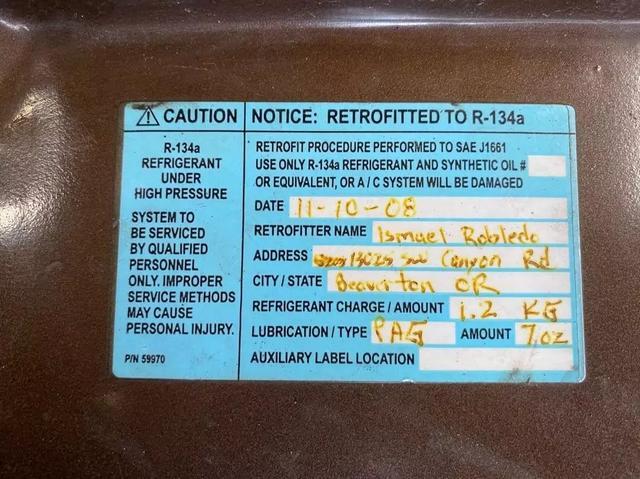 CAUTION
R-134a
REFRIGERANT
UNDER
HIGH PRESSURE
SYSTEM TO
BE SERVICED
BY QUALIFIED
PERSONNEL
ONLY. IMPROPER
SERVICE METHODS
MAY CAUSE
PERSONAL INJURY.
P/N 59970
NOTICE: RETROFITTED TO R-134a
RETROFIT PROCEDURE PERFORMED TO SAE J1661
USE ONLY R-134a REFRIGERANT AND SYNTHETIC OIL #
OR EQUIVALENT, OR A / C SYSTEM WILL BE DAMAGED
DATE 11-10-08
RETROFITTER NAME Ismael Robledo
ADDRESS 13025 SW Canyon Rd
CITY / STATE Beaverton OR
REFRIGERANT CHARGE / AMOUNT 1.2 KG
LUBRICATION / TYPE PAG AMOUNT 7oz
AUXILIARY LABEL LOCATION